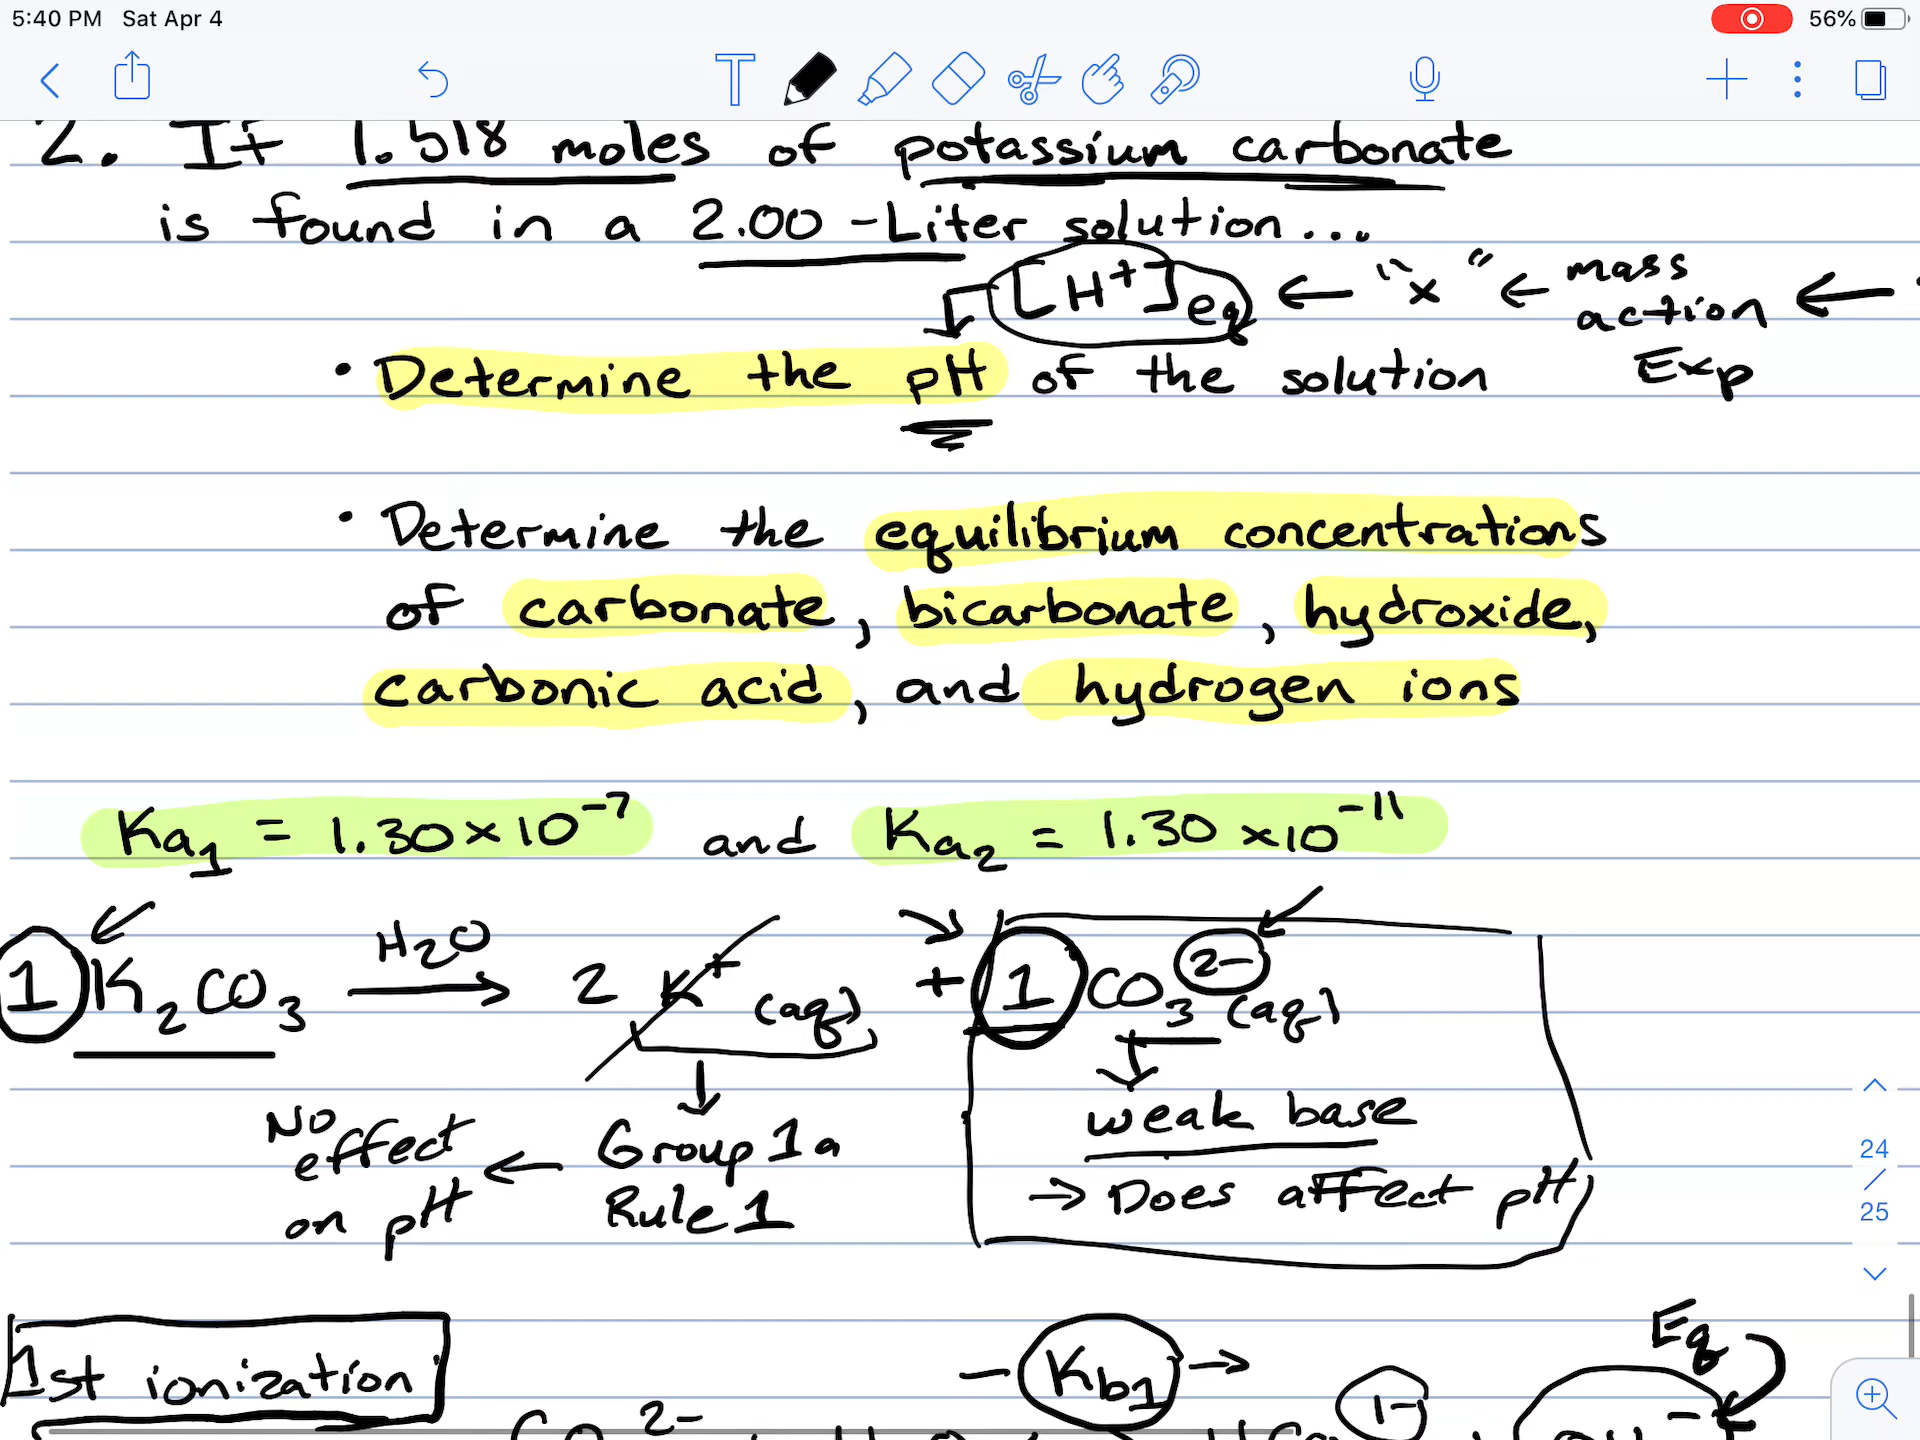 5:40 PM Sat Apr 4
56%
2. If 1.518 moles of potassium carbonate
is found in a 2.00 -Liter solution...
[H+]eq ← "x" ← mass action Exp ←
• Determine the pH of the solution
• Determine the equilibrium concentrations
of carbonate, bicarbonate, hydroxide,
carbonic acid, and hydrogen ions
Ka1 = 1.30 x 10^-7 and Ka2 = 1.30 x 10^-11
1 K2CO3 H2O → 2 K+ (aq) + 1 CO3 2- (aq)
No effect on pH ← Group 1a Rule 1
weak base
→ Does affect pH
24 / 25
1st ionization
Kb1 →
Eq
2-
1-